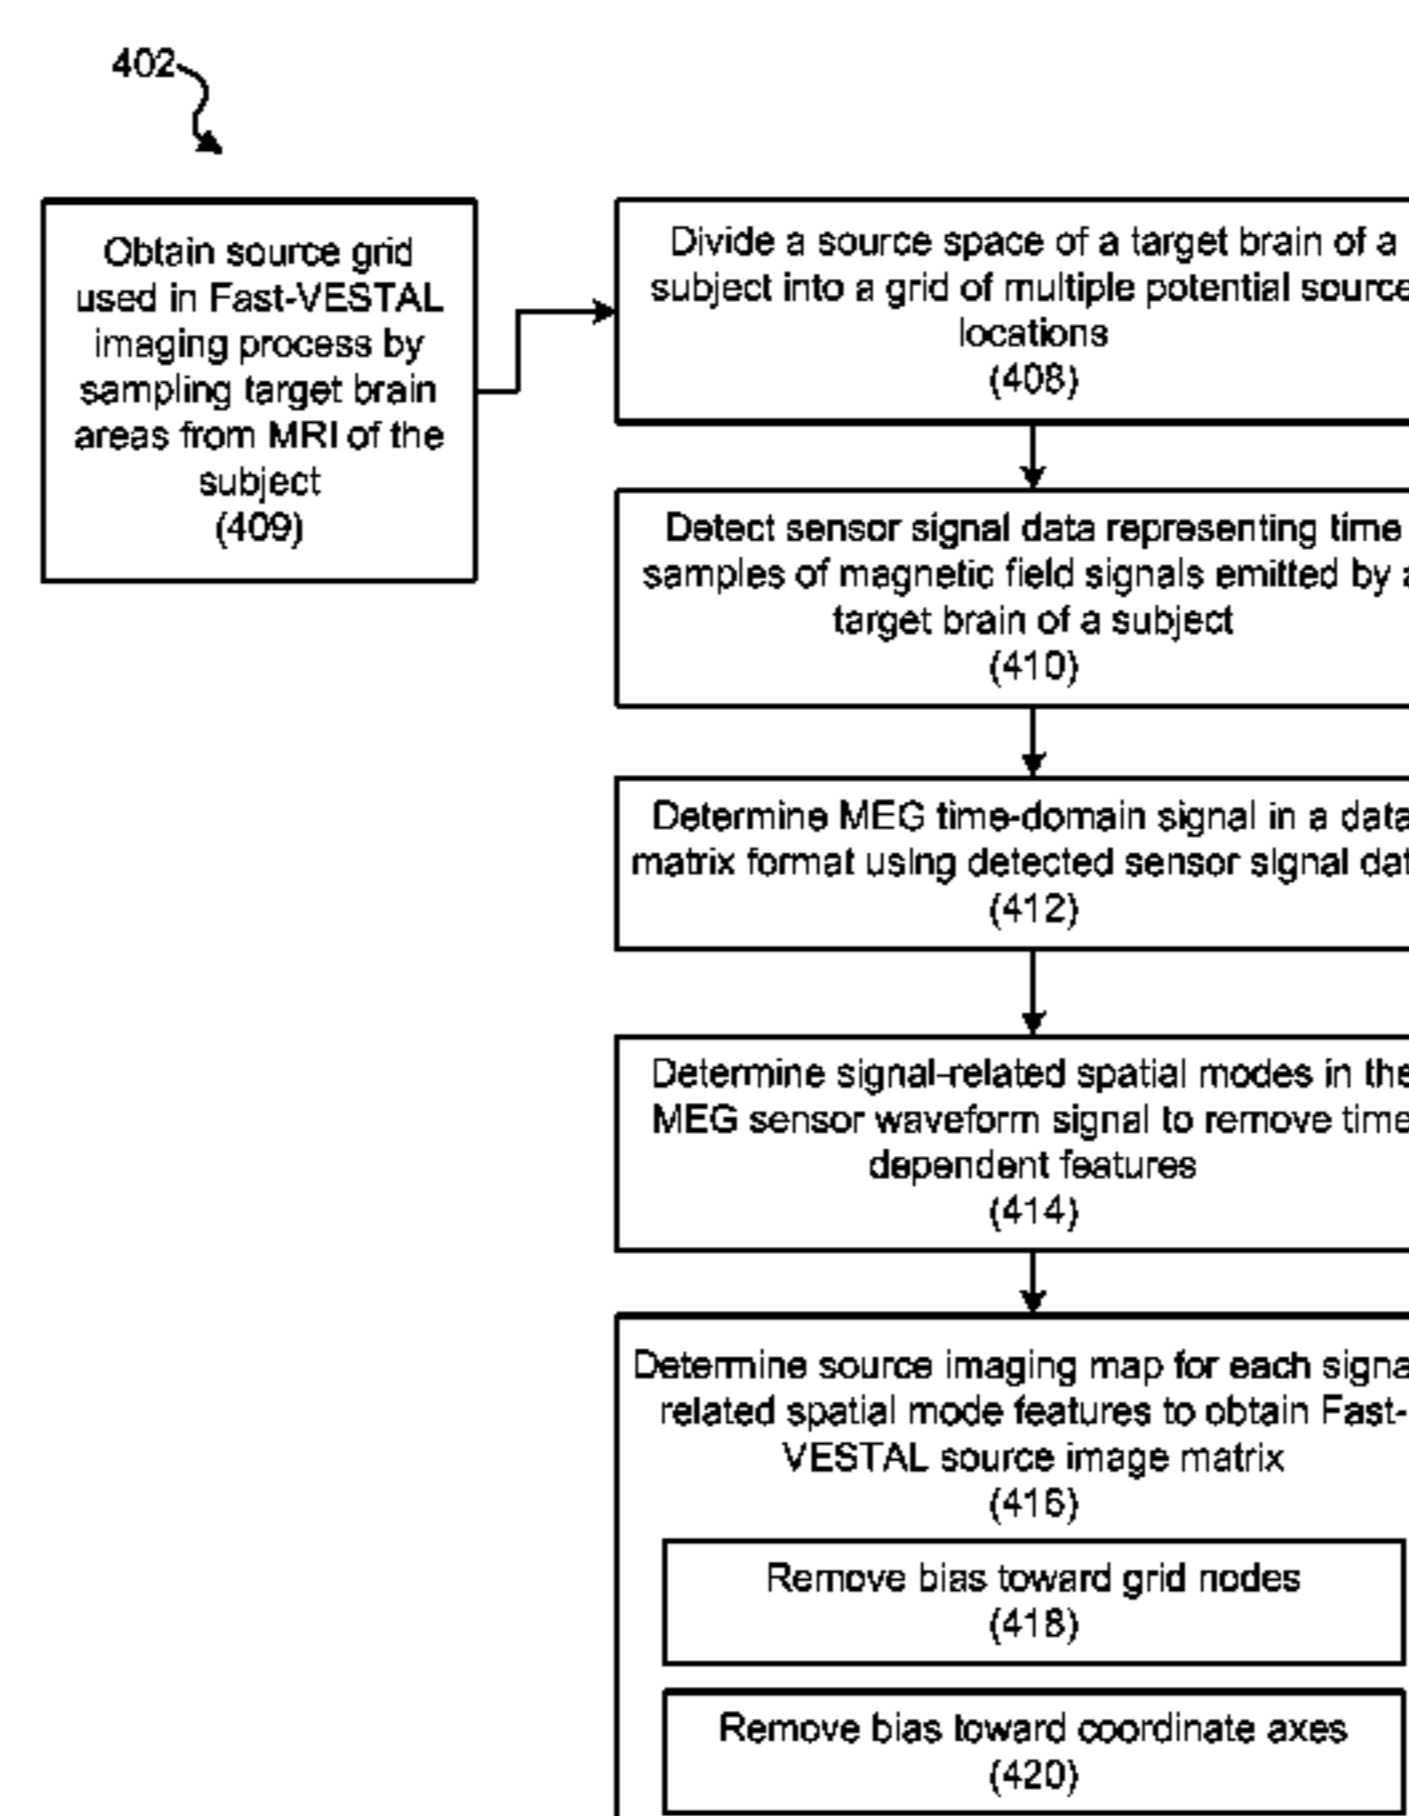 402
Obtain source grid
used in Fast-VESTAL
imaging process by
sampling target brain
areas from MRI of the
subject
(409)
Divide a source space of a target brain of a
subject into a grid of multiple potential source
locations
(408)
Detect sensor signal data representing time
samples of magnetic field signals emitted by a
target brain of a subject
(410)
Determine MEG time-domain signal in a data
matrix format using detected sensor signal dat
(412)
Determine signal-related spatial modes in the
MEG sensor waveform signal to remove time
dependent features
(414)
Determine source imaging map for each signa
related spatial mode features to obtain Fast-
VESTAL source image matrix
(416)
Remove bias toward grid nodes
(418)
Remove bias toward coordinate axes
(420)